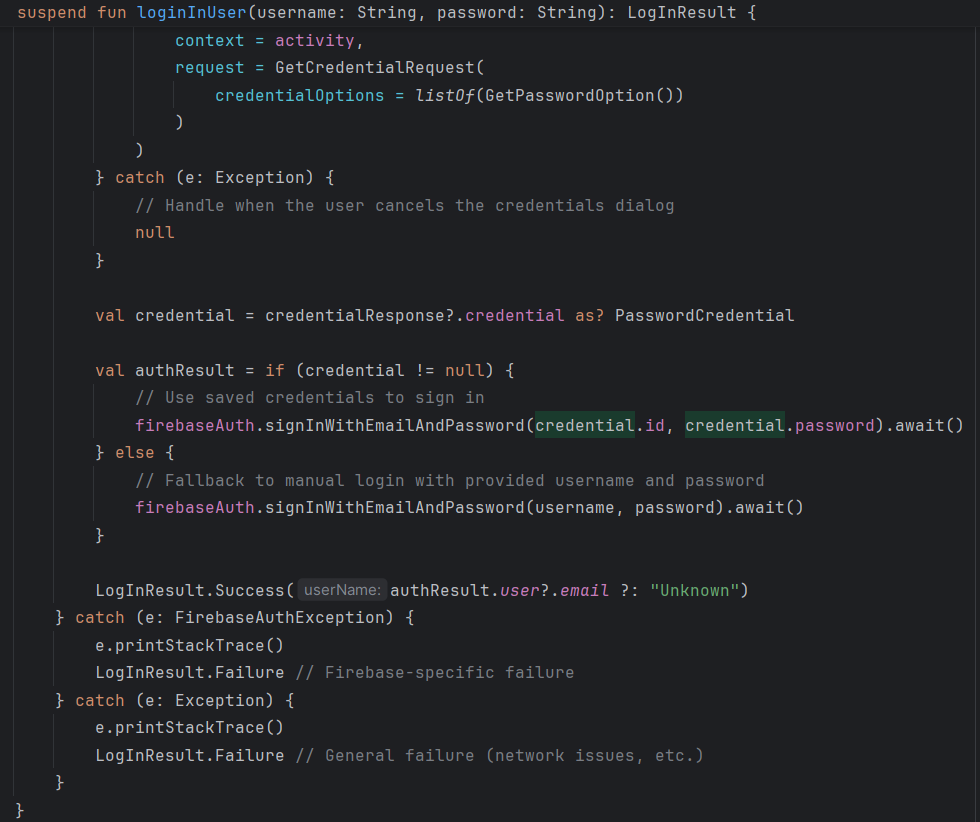 suspend fun loginInUser(username: String, password: String): LogInResult {
context = activity,
request = GetCredentialRequest(
credentialOptions = listOf(GetPasswordOption())
)
)
} catch (e: Exception) {
// Handle when the user cancels the credentials dialog
null
}
val credential = credentialResponse?.credential as? PasswordCredential
val authResult = if (credential != null) {
// Use saved credentials to sign in
firebaseAuth.signInWithEmailAndPassword(credential.id, credential.password).await()
} else {
// Fallback to manual login with provided username and password
firebaseAuth.signInWithEmailAndPassword(username, password).await()
}
LogInResult.Success( userName: authResult.user?.email ?: "Unknown")
} catch (e: FirebaseAuthException) {
e.printStackTrace()
LogInResult.Failure // Firebase-specific failure
} catch (e: Exception) {
e.printStackTrace()
LogInResult.Failure // General failure (network issues, etc.)
}
}